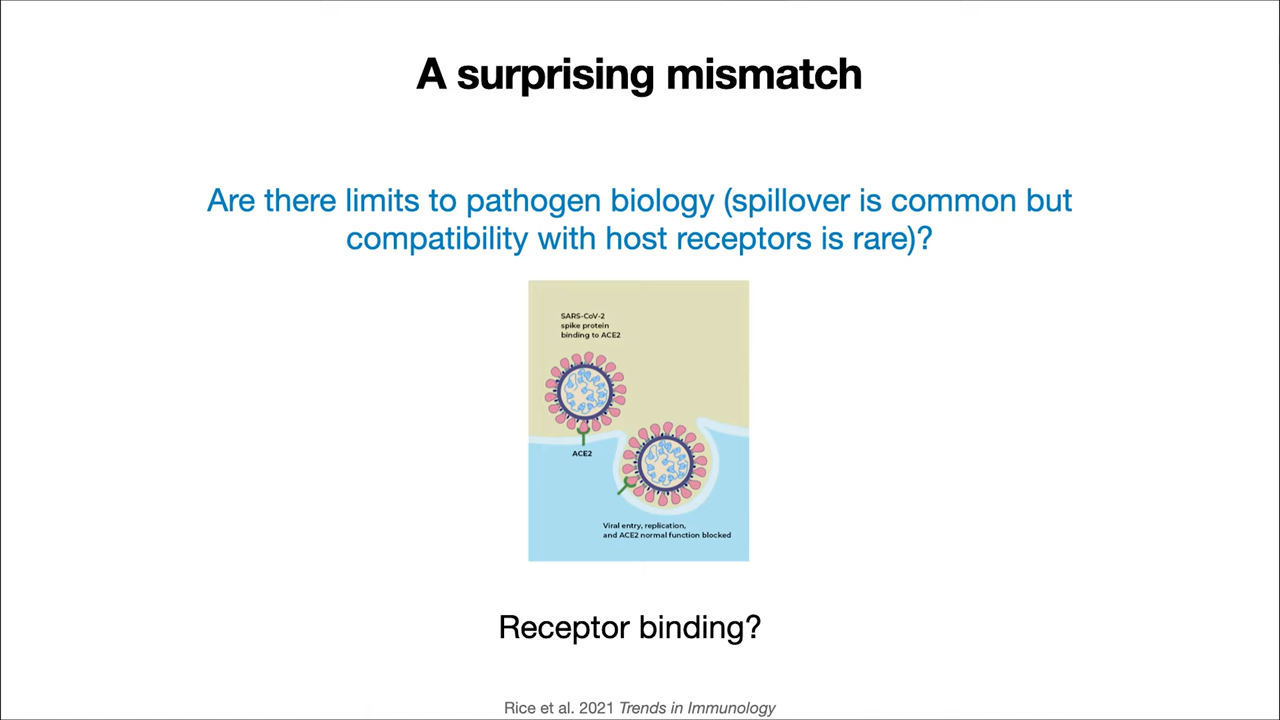 A surprising mismatch
Are there limits to pathogen biology (spillover is common but
compatibility with host receptors is rare)?
SARS-CoV-2
spike protein
binding to ACE2
ACE2
Viral entry, replication,
and ACE2 normal function blocked
Receptor binding?
Rice et al. 2021 Trends in Immunology